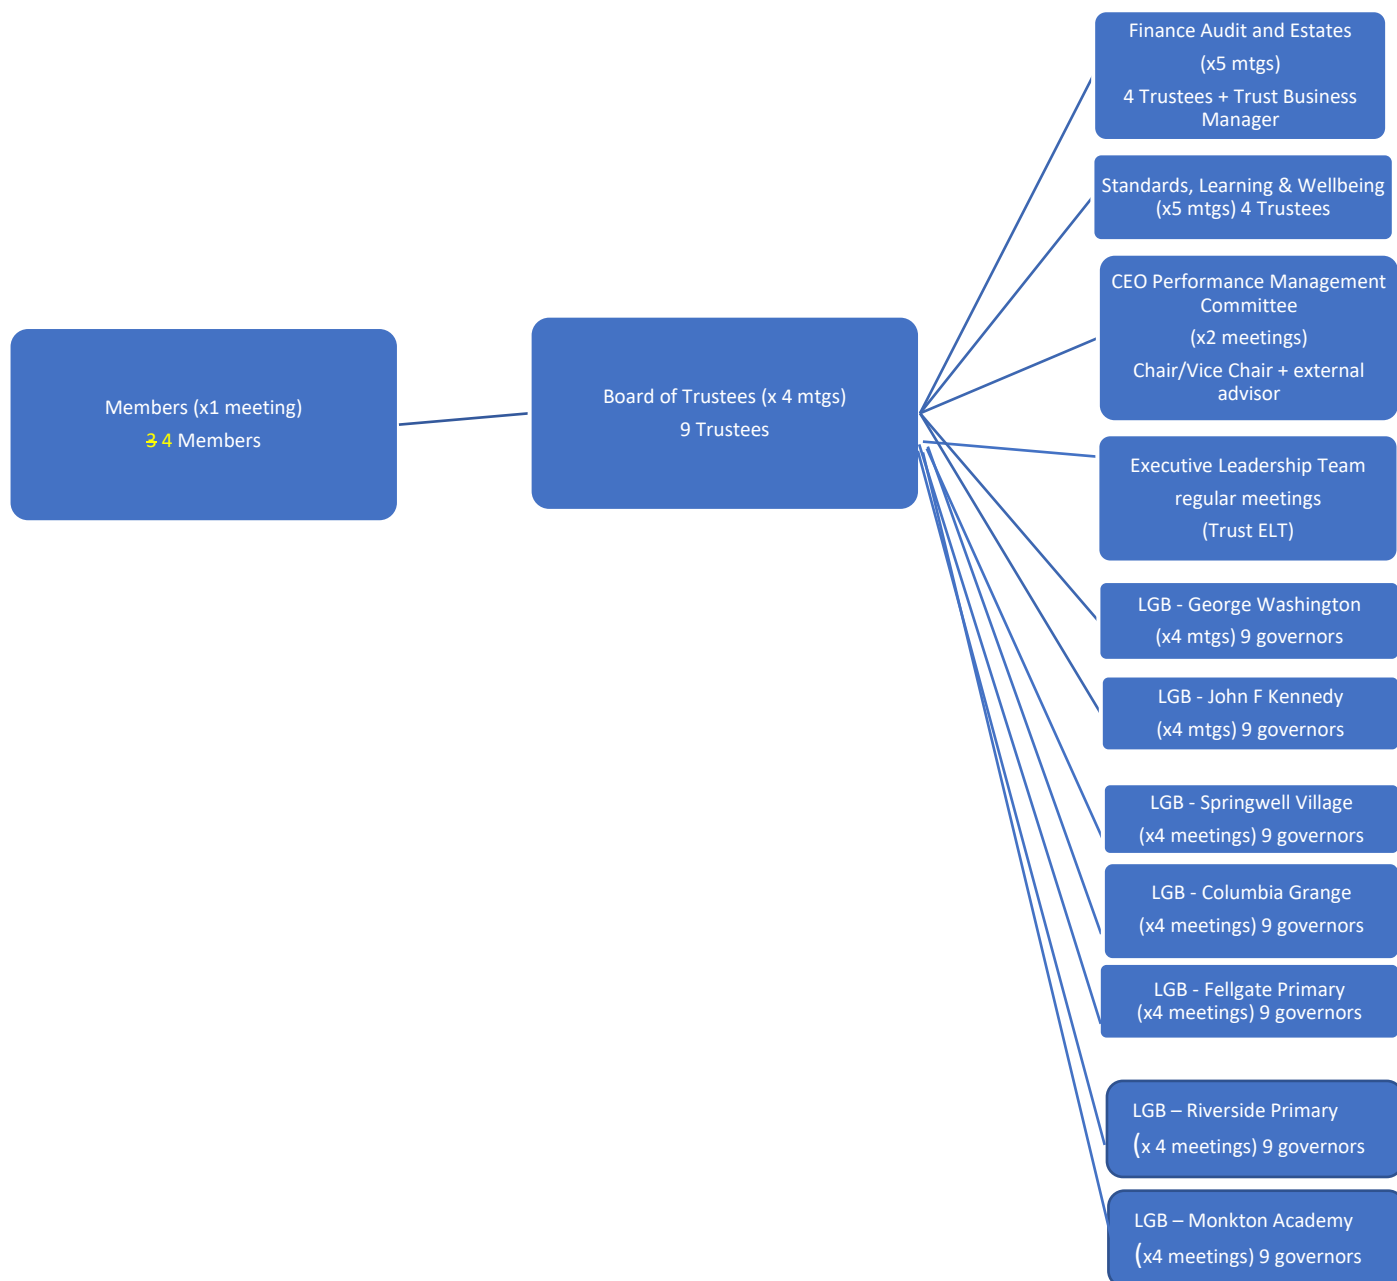 Finance Audit and Estates
(x5 mtgs)
4 Trustees + Trust Business
Manager
Standards, Learning & Wellbeing
(x5 mtgs) 4 Trustees
CEO Performance Management
Committee
(x2 meetings)
Chair/Vice Chair + external
advisor
Members (x1 meeting)
3 4 Members
Board of Trustees (x 4 mtgs)
9 Trustees
Executive Leadership Team
regular meetings
(Trust ELT)
LGB - George Washington
(x4 mtgs) 9 governors
LGB - John F Kennedy
(x4 mtgs) 9 governors
LGB - Springwell Village
(x4 meetings) 9 governors
LGB - Columbia Grange
(x4 meetings) 9 governors
LGB - Fellgate Primary
(x4 meetings) 9 governors
LGB – Riverside Primary
(x 4 meetings) 9 governors
LGB – Monkton Academy
(x4 meetings) 9 governors